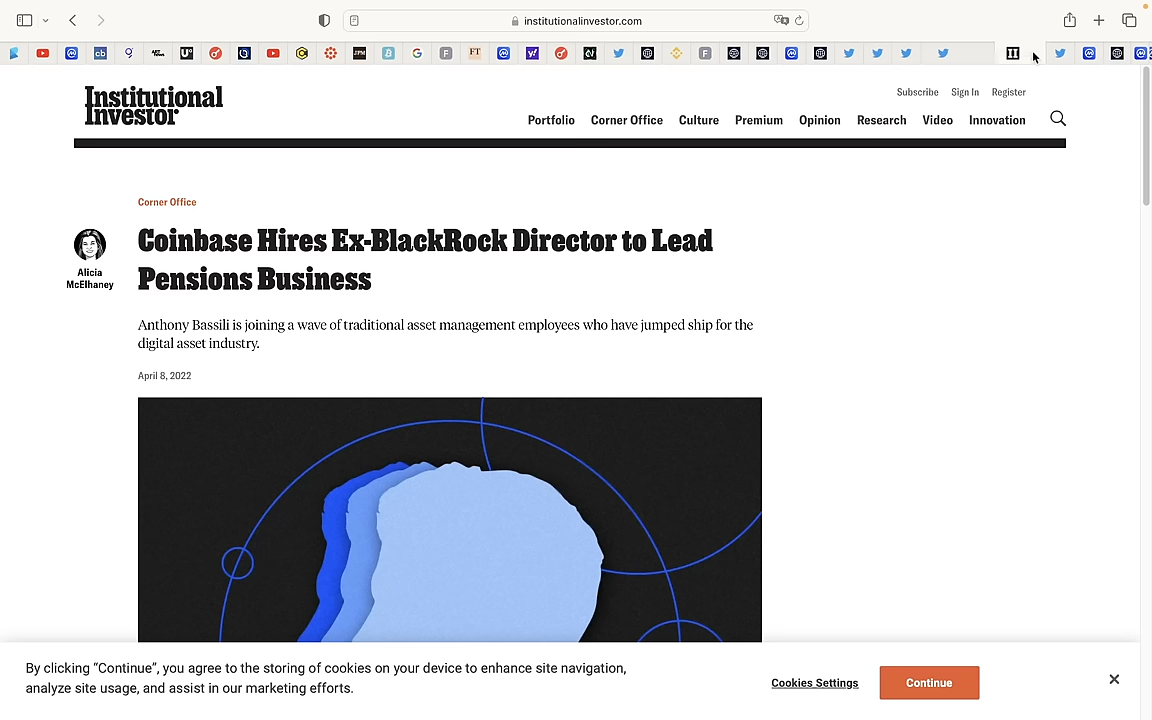 institutionalinvestor.com
Institutional
Investor
Subscribe Sign In Register
Portfolio Corner Office Culture Premium Opinion Research Video Innovation
Corner Office
Coinbase Hires Ex-BlackRock Director to Lead
Pensions Business
Alicia
McElhaney
Anthony Bassili is joining a wave of traditional asset management employees who have jumped ship for the
digital asset industry.
April 8, 2022
By clicking “Continue”, you agree to the storing of cookies on your device to enhance site navigation,
analyze site usage, and assist in our marketing efforts.
Cookies Settings
Continue